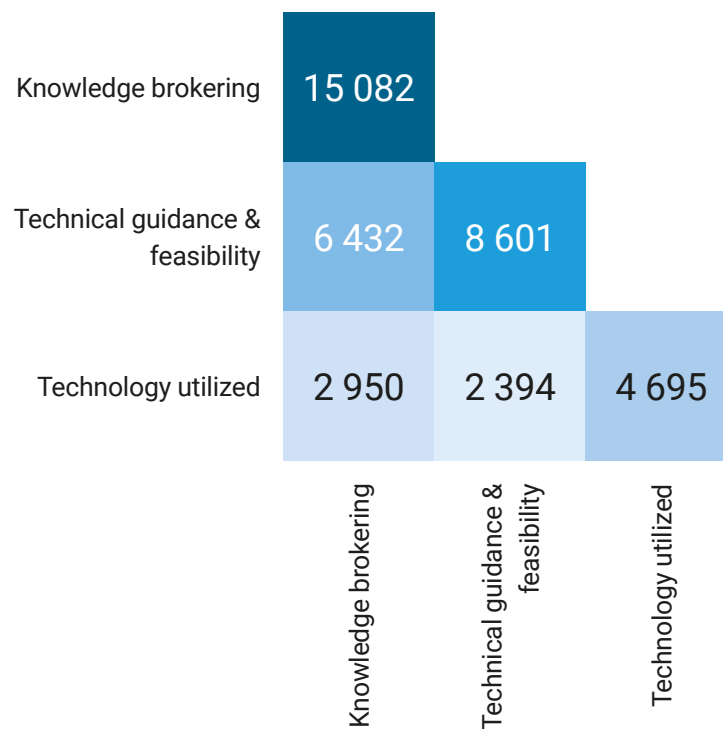 Knowledge brokering
15 082
Technical guidance &
feasibility
6 432
8 601
Technology utilized
2 950
2 394
4 695
Knowledge brokering
Technical guidance &
feasibility
Technology utilized